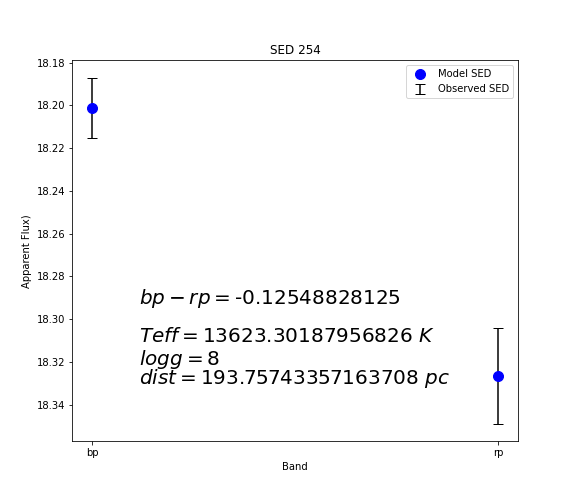 SED 254
Model SED
Observed SED
18.18
18.20
18.22
18.24
18.26
18.28
18.30
18.32
18.34
Apparent Flux)
bp − rp = -0.12548828125
Teff = 13623.30187956826 K
logg = 8
dist = 193.75743357163708 pc
bp
rp
Band